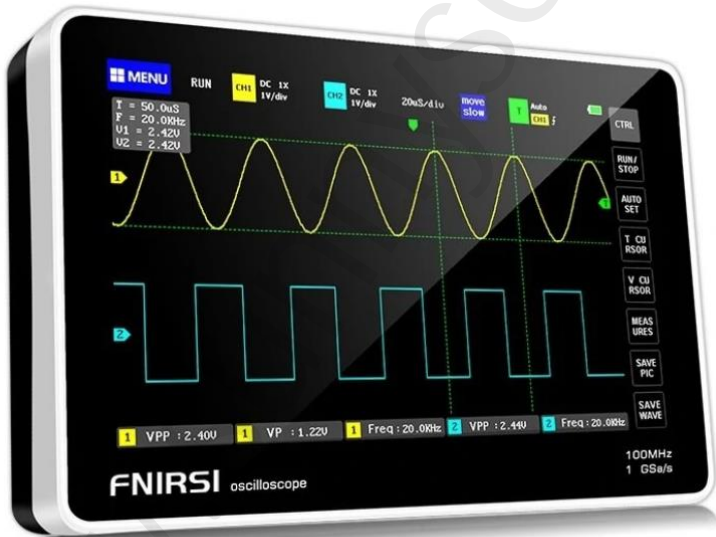 MENU
RUN
CH1 DC 1X
1V/div
CH2 DC 1X
1V/div
20uS/div
move
slow
T Auto
CH1
CTRL
T = 50.0uS
F = 20.0KHz
V1 = 2.42V
V2 = 2.42V
RUN/
STOP
AUTO
SET
T CU
RSOR
V CU
RSOR
MEAS
URES
SAVE
PIC
SAVE
WAVE
1
T
2
1 VPP :2.40V
1 VP :1.22V
1 Freq:20.0KHz
2 VPP :2.44V
2 Freq:20.0KHz
FNIRSI oscilloscope
100MHz
1 GSa/s